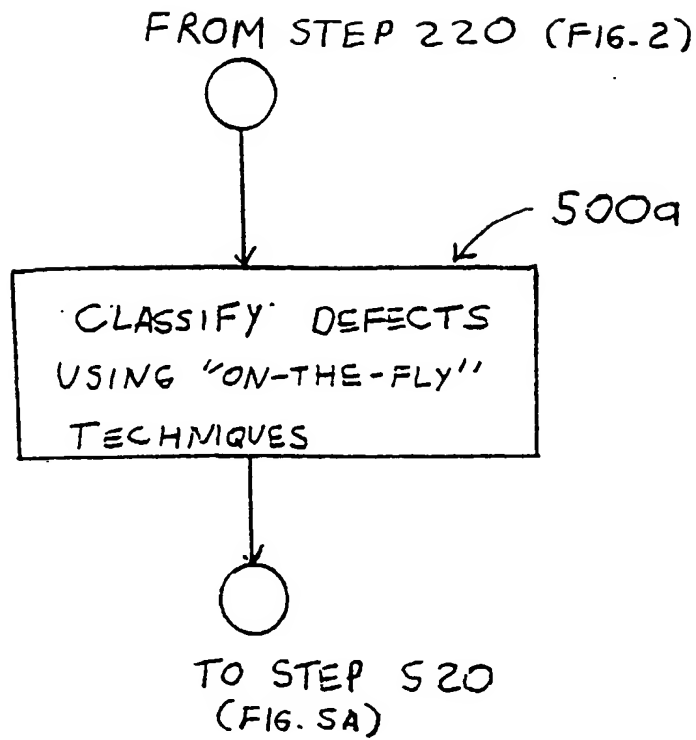 FROM STEP 220 (FIG. 2)
500a
CLASSIFY DEFECTS
USING "ON-THE-FLY"
TECHNIQUES
TO STEP 520
(FIG. 5A)